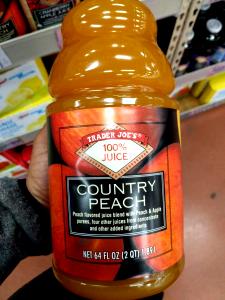 TRADER JOE'S
100%
JUICE
COUNTRY
PEACH
Peach flavored juice blend with Peach & Apple
purees, four other juices from concentrate
and other added ingredients
NET 64 FL OZ (2 QT) 1.89 L